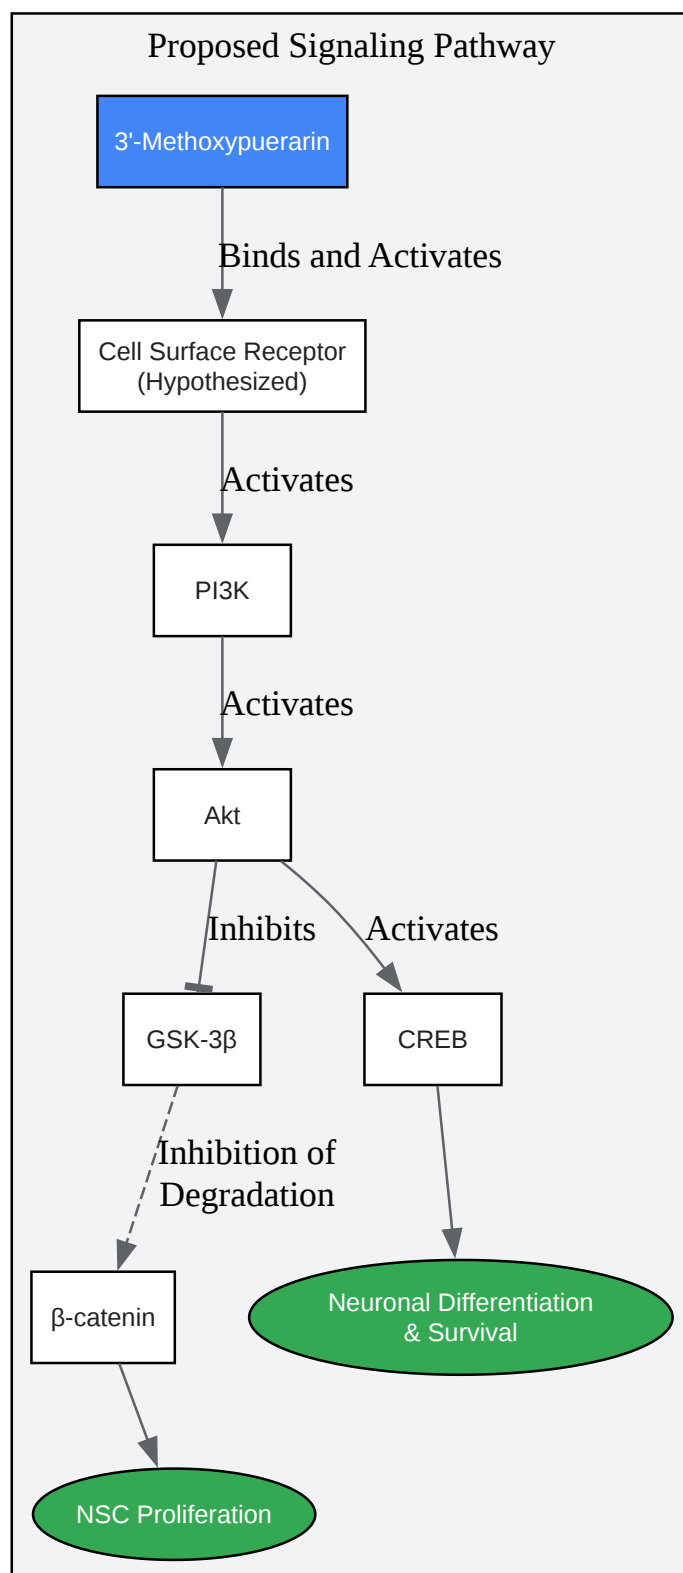 Proposed Signaling Pathway
3'-Methoxypuerarin
Binds and Activates
Cell Surface Receptor
(Hypothesized)
Activates
PI3K
Activates
Akt
Inhibits
Activates
GSK-3β
CREB
Inhibition of
Degradation
β-catenin
Neuronal Differentiation
& Survival
NSC Proliferation